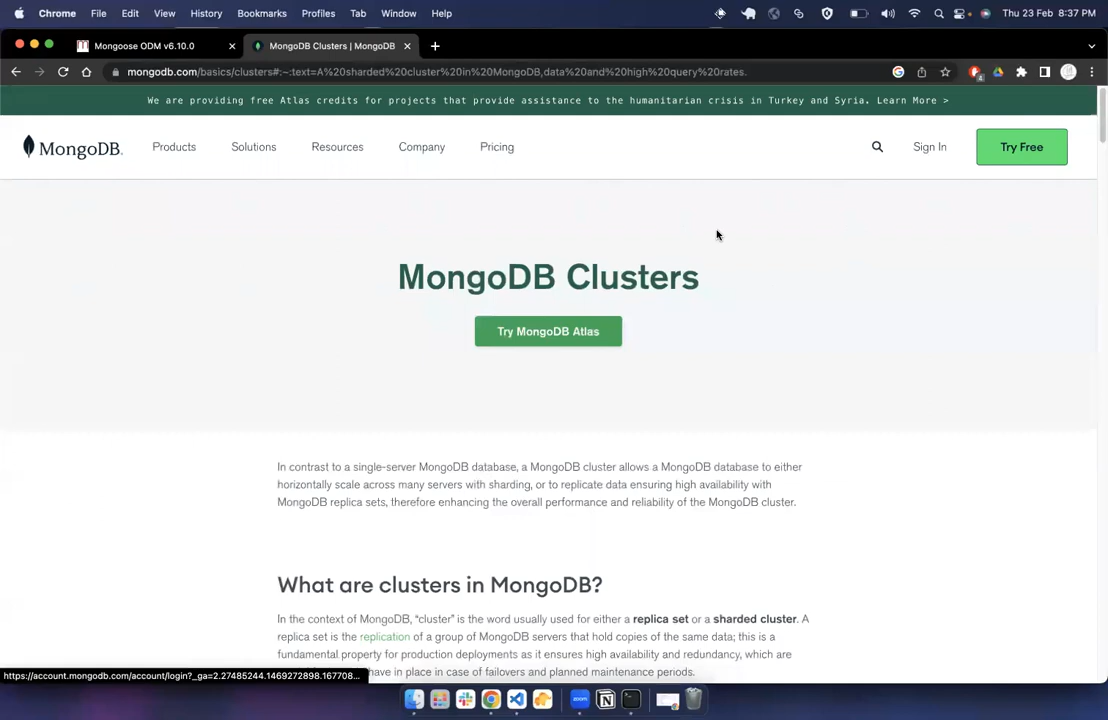 Chrome File Edit View History Bookmarks Profiles Tab Window Help Thu 23 Feb 8:37 PM
Mongoose ODM v6.10.0 MongoDB Clusters | MongoDB
mongodb.com/basics/clusters#:~:text=A%20sharded%20cluster%20in%20MongoDB,data%20and%20high%20query%20rates.
We are providing free Atlas credits for projects that provide assistance to the humanitarian crisis in Turkey and Syria. Learn More >
MongoDB. Products Solutions Resources Company Pricing Sign In Try Free
MongoDB Clusters
Try MongoDB Atlas
In contrast to a single-server MongoDB database, a MongoDB cluster allows a MongoDB database to either
horizontally scale across many servers with sharding, or to replicate data ensuring high availability with
MongoDB replica sets, therefore enhancing the overall performance and reliability of the MongoDB cluster.
What are clusters in MongoDB?
In the context of MongoDB, “cluster” is the word usually used for either a replica set or a sharded cluster. A
replica set is the replication of a group of MongoDB servers that hold copies of the same data; this is a
fundamental property for production deployments as it ensures high availability and redundancy, which are
have in place in case of failovers and planned maintenance periods.
https://account.mongodb.com/account/login?_ga=2.27485244.1469272898.167708...
zoom